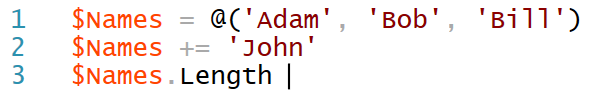 1 $Names = @('Adam', 'Bob', 'Bill')
2 $Names += 'John'
3 $Names.Length